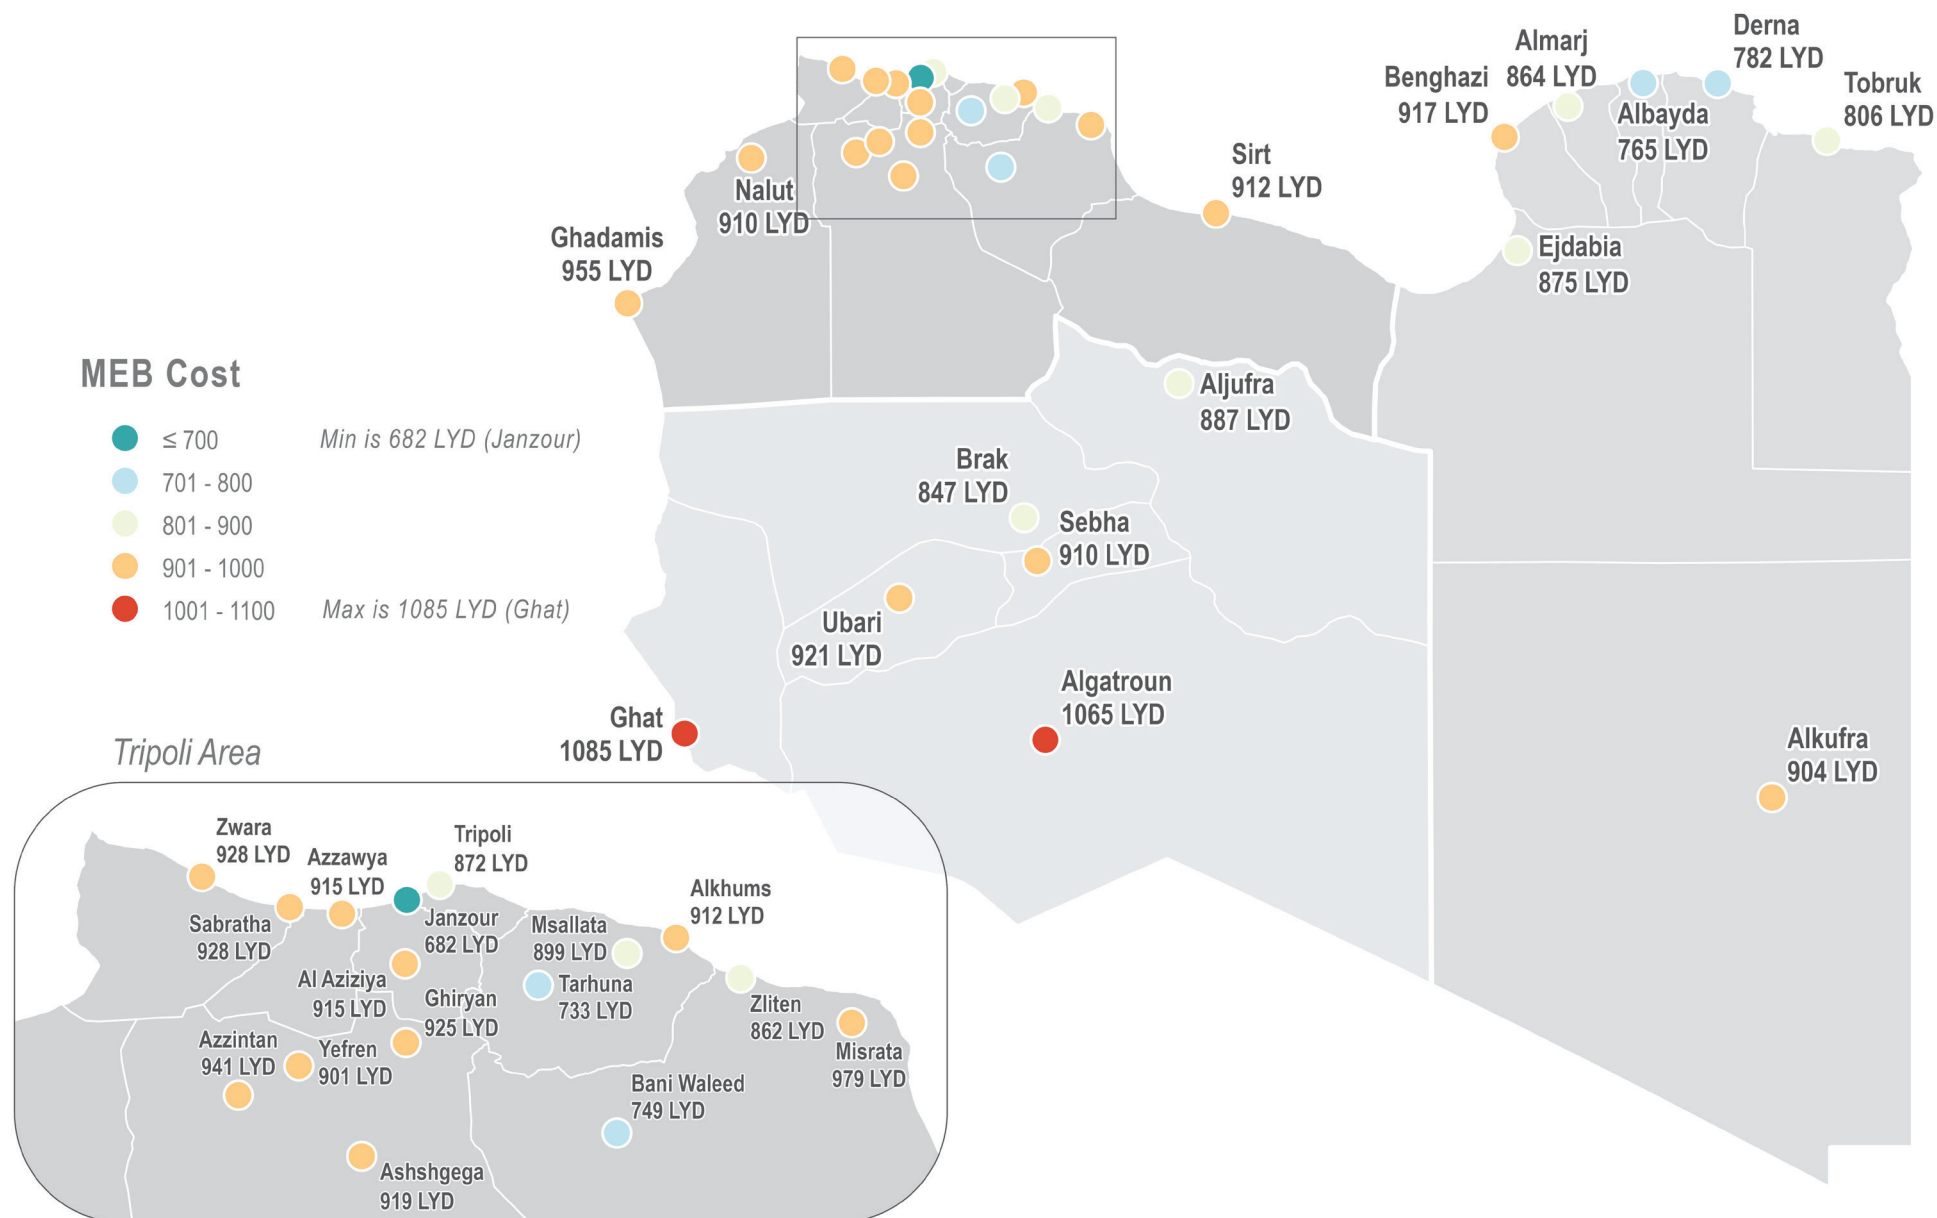 Derna
782 LYD
Almarj
864 LYD
Benghazi
917 LYD
Tobruk
806 LYD
Albayda
765 LYD
Sirt
912 LYD
Nalut
910 LYD
Ghadamis
955 LYD
Ejdabia
875 LYD
MEB Cost
≤ 700
Min is 682 LYD (Janzour)
701 - 800
801 - 900
901 - 1000
1001 - 1100
Max is 1085 LYD (Ghat)
Aljufra
887 LYD
Brak
847 LYD
Sebha
910 LYD
Ubari
921 LYD
Algatroun
1065 LYD
Ghat
1085 LYD
Alkufra
904 LYD
Tripoli Area
Zwara
928 LYD
Azzawya
915 LYD
Tripoli
872 LYD
Alkhums
912 LYD
Sabratha
928 LYD
Janzour
682 LYD
Msallata
899 LYD
Al Aziziya
915 LYD
Ghiryan
925 LYD
Tarhuna
733 LYD
Zliten
862 LYD
Azzintan
941 LYD
Yefren
901 LYD
Misrata
979 LYD
Bani Waleed
749 LYD
Ashshgega
919 LYD